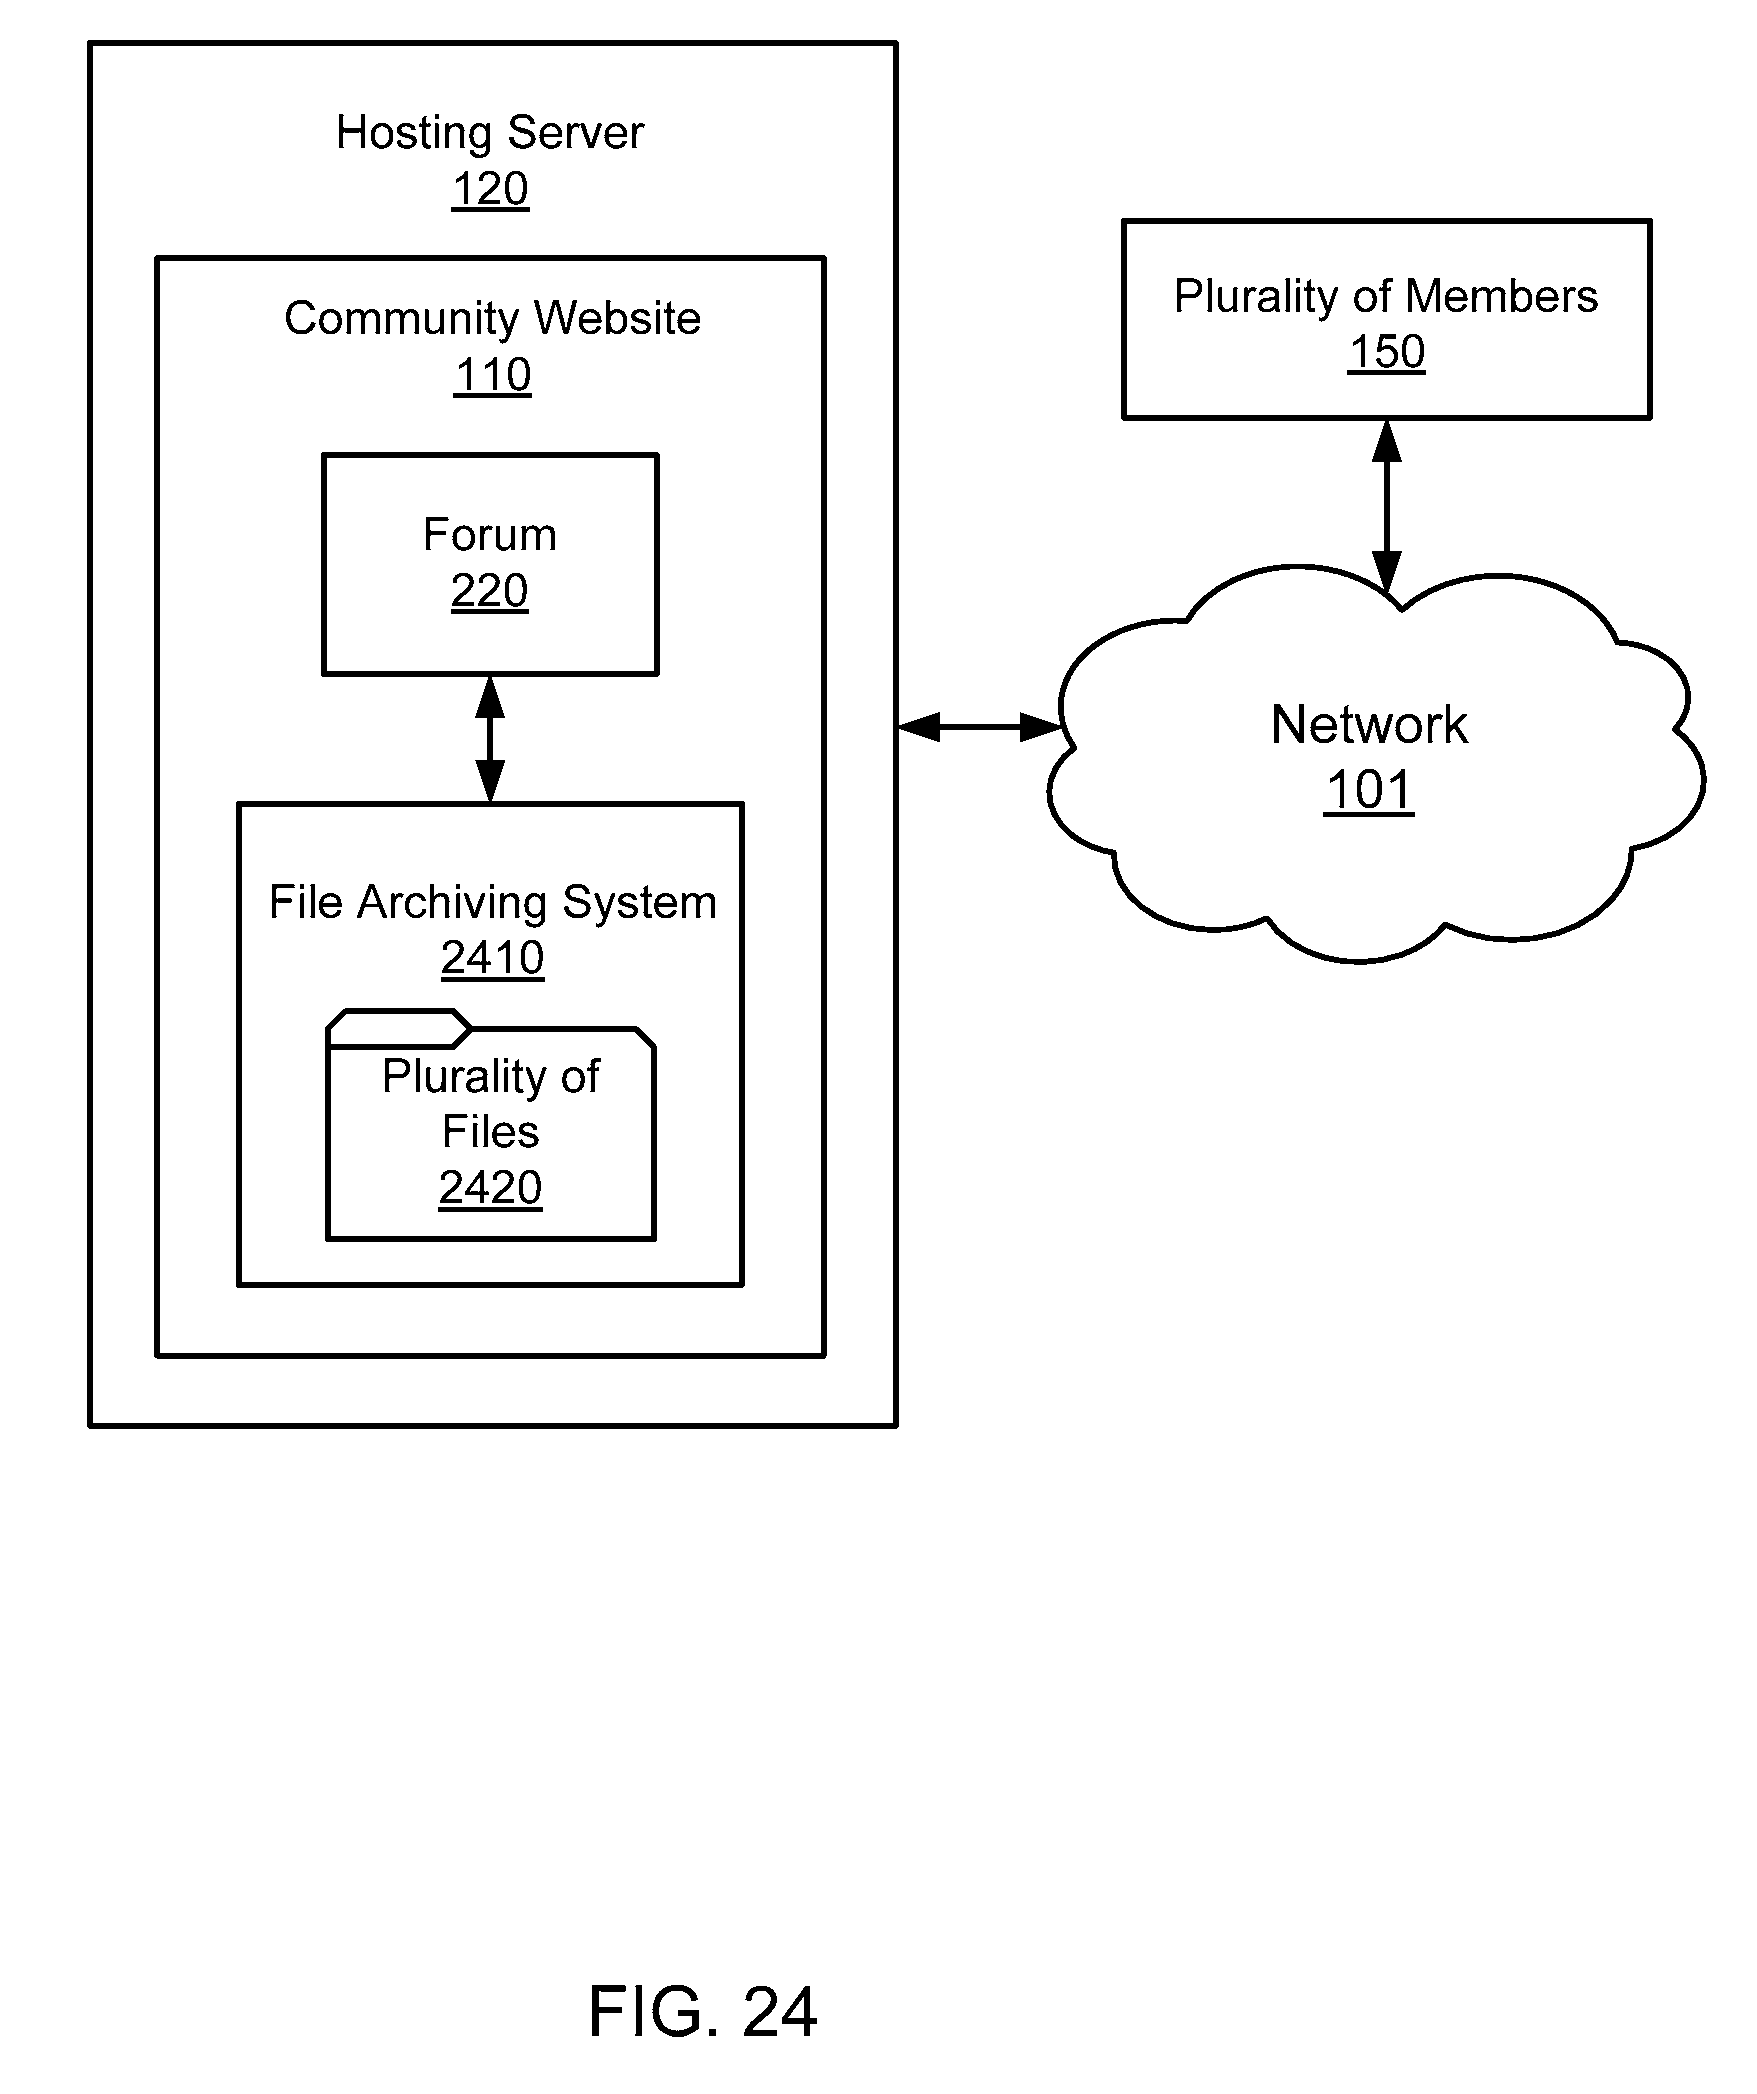 Hosting Server
120
Community Website
110
Forum
220
File Archiving System
2410
Plurality of
Files
2420
Plurality of Members
150
Network
101
FIG. 24